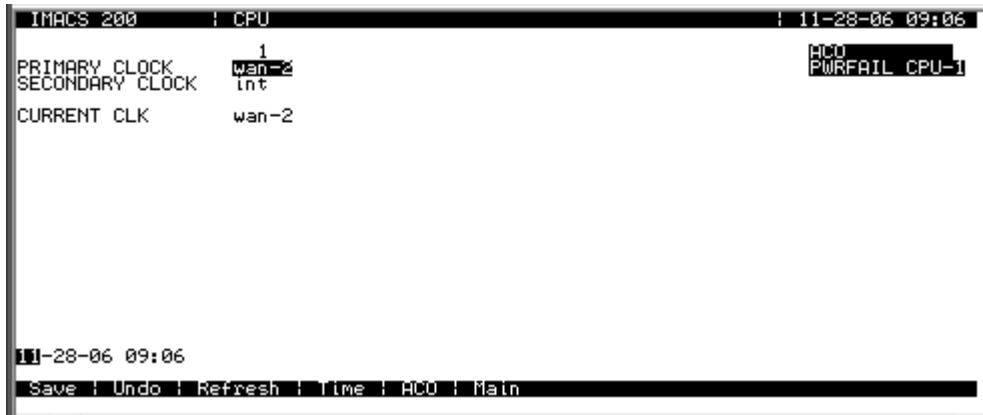 IMACS 200 ¦ CPU ¦ 11-28-06 09:06
1 ACO
PRIMARY CLOCK wan-2 PWRFAIL CPU-1
SECONDARY CLOCK int
CURRENT CLK wan-2
11-28-06 09:06
Save ¦ Undo ¦ Refresh ¦ Time ¦ ACO ¦ Main